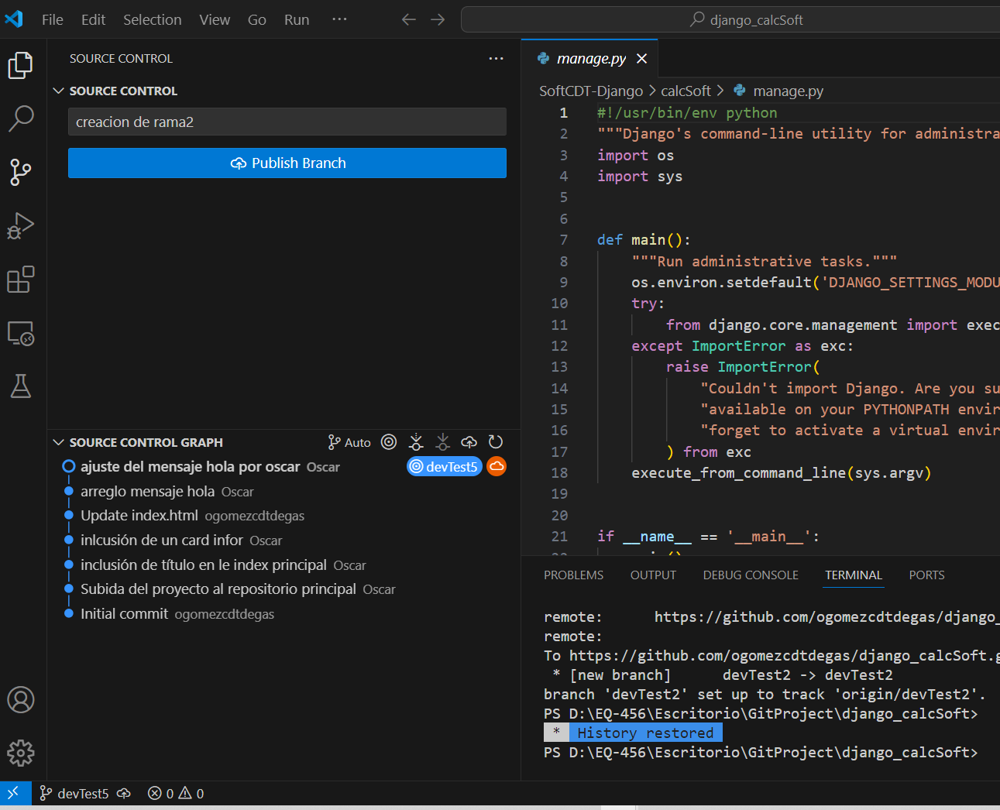 File Edit Selection View Go Run ··· django_calcSoft
SOURCE CONTROL ···
SOURCE CONTROL
creacion de rama2
Publish Branch
SOURCE CONTROL GRAPH Auto
ajuste del mensaje hola por oscar Oscar devTest5
arreglo mensaje hola Oscar
Update index.html ogomezcdtdegas
inlcusión de un card infor Oscar
inclusión de título en le index principal Oscar
Subida del proyecto al repositorio principal Oscar
Initial commit ogomezcdtdegas
manage.py
SoftCDT-Django > calcSoft > manage.py
1 #!/usr/bin/env python
2 """Django's command-line utility for administra
3 import os
4 import sys
5
6
7 def main():
8 """Run administrative tasks."""
9 os.environ.setdefault('DJANGO_SETTINGS_MODU
10 try:
11 from django.core.management import exec
12 except ImportError as exc:
13 raise ImportError(
14 "Couldn't import Django. Are you su
15 "available on your PYTHONPATH envir
16 "forget to activate a virtual envir
17 ) from exc
18 execute_from_command_line(sys.argv)
19
20
21 if __name__ == '__main__':
PROBLEMS OUTPUT DEBUG CONSOLE TERMINAL PORTS
remote: https://github.com/ogomezcdtdegas/django_
remote:
To https://github.com/ogomezcdtdegas/django_calcSoft.g
* [new branch] devTest2 -> devTest2
branch 'devTest2' set up to track 'origin/devTest2'.
PS D:\EQ-456\Escritorio\GitProject\django_calcSoft>
* History restored
PS D:\EQ-456\Escritorio\GitProject\django_calcSoft>
devTest5 0 0